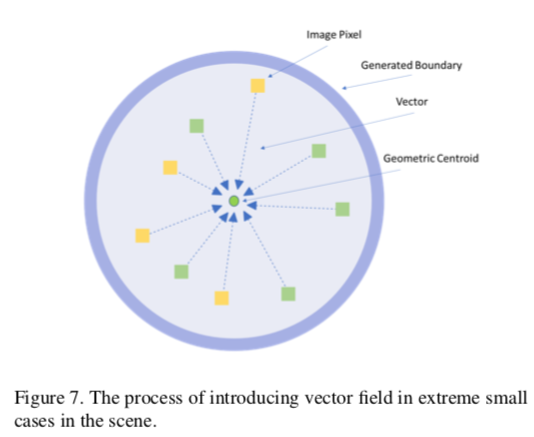 Image Pixel
Generated Boundary
Vector
Geometric Centroid
Figure 7. The process of introducing vector field in extreme small
cases in the scene.